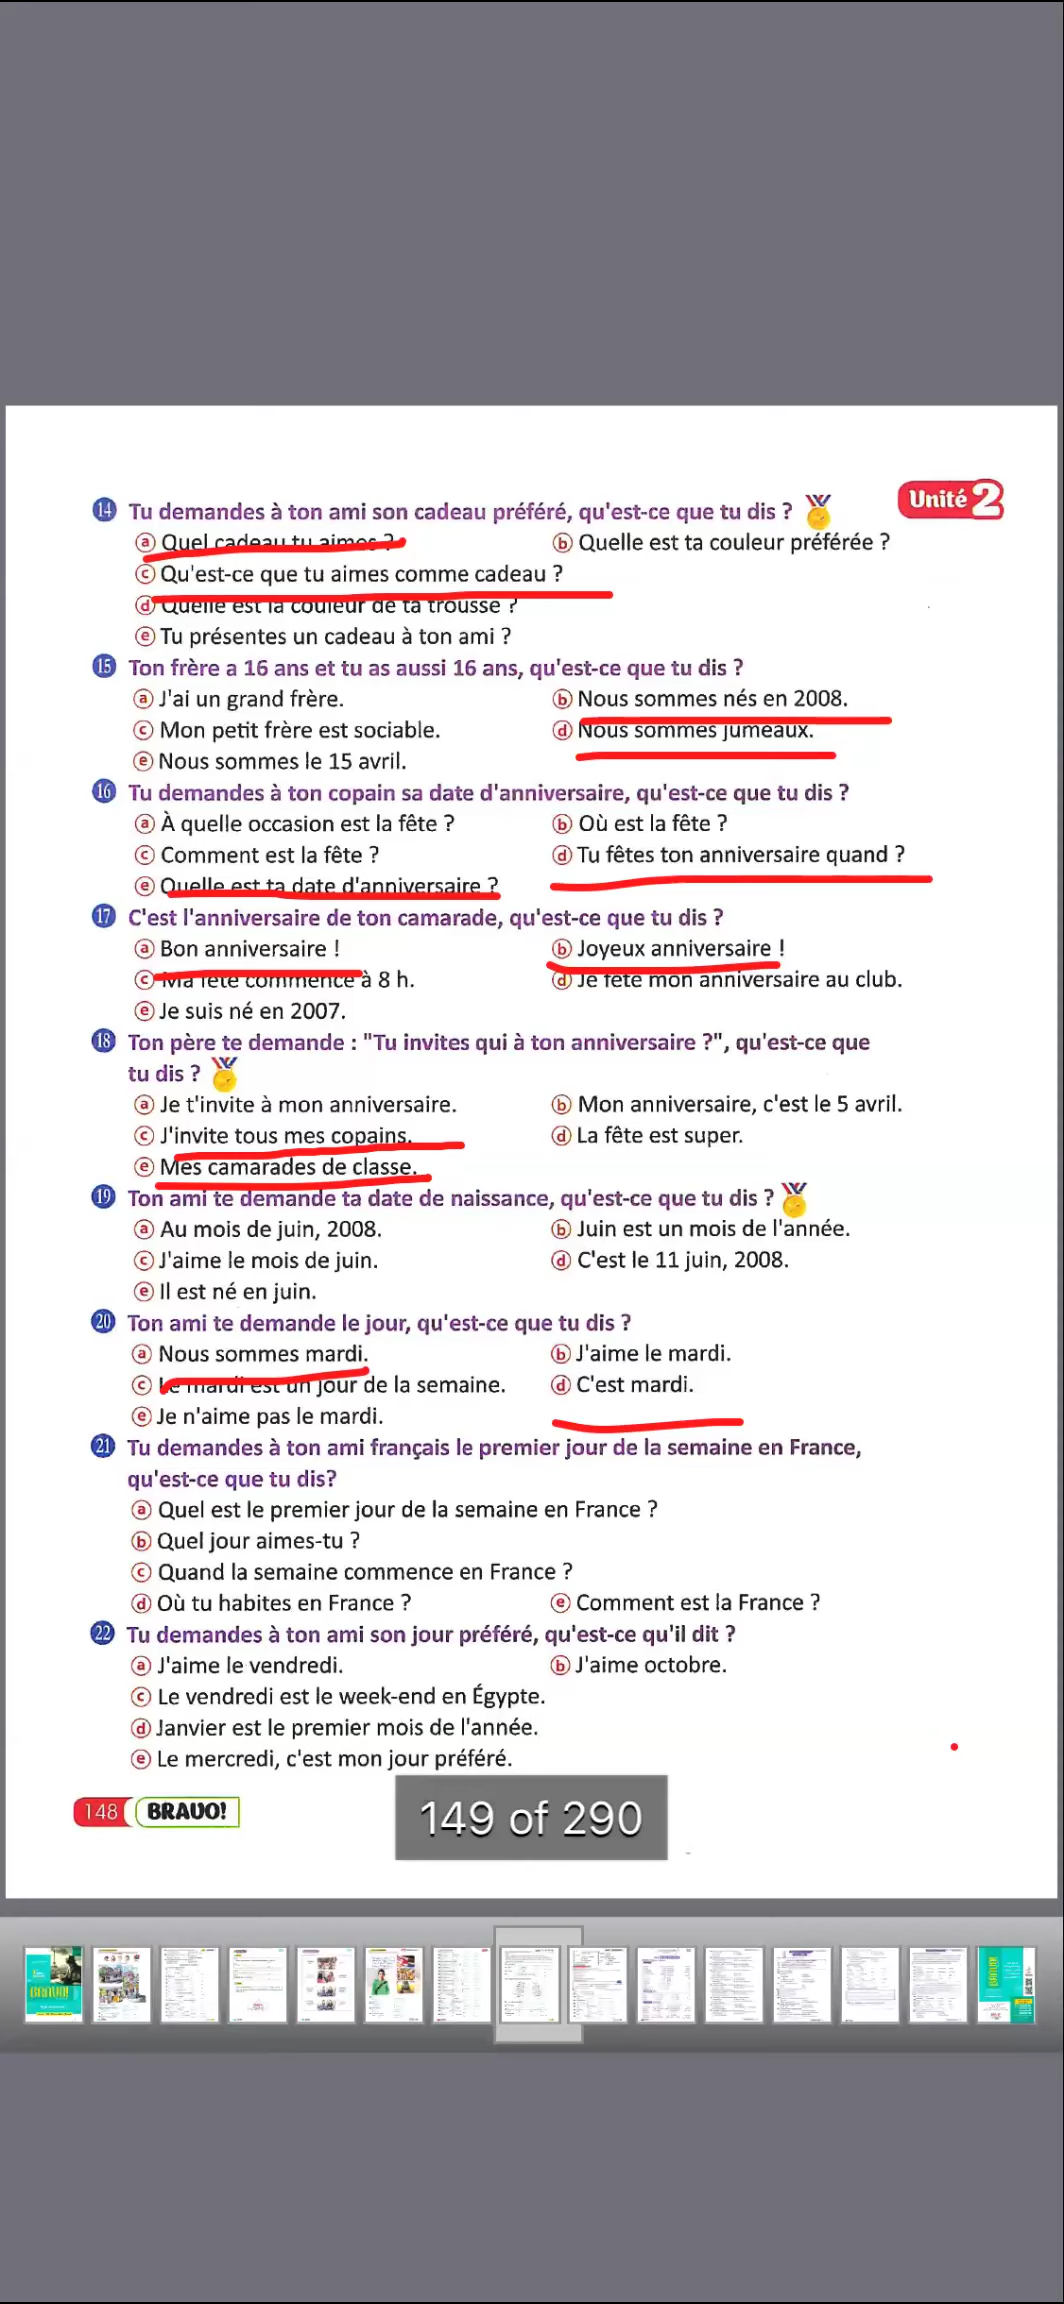 Unité 2
14 Tu demandes à ton ami son cadeau préféré, qu'est-ce que tu dis ?
a Quel cadeau tu aimes ?
b Quelle est ta couleur préférée ?
c Qu'est-ce que tu aimes comme cadeau ?
d Quelle est la couleur de ta trousse ?
e Tu présentes un cadeau à ton ami ?
15 Ton frère a 16 ans et tu as aussi 16 ans, qu'est-ce que tu dis ?
a J'ai un grand frère.
b Nous sommes nés en 2008.
c Mon petit frère est sociable.
d Nous sommes jumeaux.
e Nous sommes le 15 avril.
16 Tu demandes à ton copain sa date d'anniversaire, qu'est-ce que tu dis ?
a À quelle occasion est la fête ?
b Où est la fête ?
c Comment est la fête ?
d Tu fêtes ton anniversaire quand ?
e Quelle est ta date d'anniversaire ?
17 C'est l'anniversaire de ton camarade, qu'est-ce que tu dis ?
a Bon anniversaire !
b Joyeux anniversaire !
c Ma fête commence à 8 h.
d Je fête mon anniversaire au club.
e Je suis né en 2007.
18 Ton père te demande : "Tu invites qui à ton anniversaire ?", qu'est-ce que
tu dis ?
a Je t'invite à mon anniversaire.
b Mon anniversaire, c'est le 5 avril.
c J'invite tous mes copains.
d La fête est super.
e Mes camarades de classe.
19 Ton ami te demande ta date de naissance, qu'est-ce que tu dis ?
a Au mois de juin, 2008.
b Juin est un mois de l'année.
c J'aime le mois de juin.
d C'est le 11 juin, 2008.
e Il est né en juin.
20 Ton ami te demande le jour, qu'est-ce que tu dis ?
a Nous sommes mardi.
b J'aime le mardi.
c Le mardi est un jour de la semaine.
d C'est mardi.
e Je n'aime pas le mardi.
21 Tu demandes à ton ami français le premier jour de la semaine en France,
qu'est-ce que tu dis?
a Quel est le premier jour de la semaine en France ?
b Quel jour aimes-tu ?
c Quand la semaine commence en France ?
d Où tu habites en France ?
e Comment est la France ?
22 Tu demandes à ton ami son jour préféré, qu'est-ce qu'il dit ?
a J'aime le vendredi.
b J'aime octobre.
c Le vendredi est le week-end en Égypte.
d Janvier est le premier mois de l'année.
e Le mercredi, c'est mon jour préféré.
148 BRAVO!
149 of 290